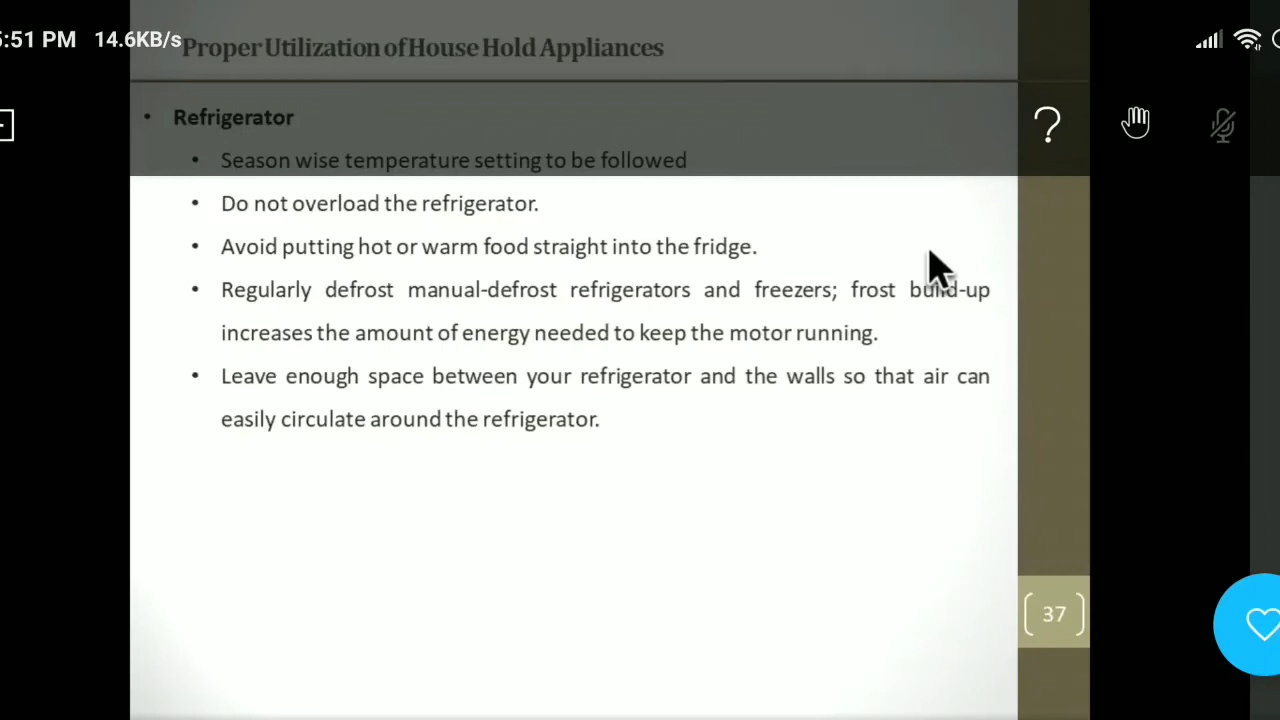 5:51 PM 14.6KB/s
Proper Utilization of House Hold Appliances
• Refrigerator
• Season wise temperature setting to be followed
• Do not overload the refrigerator.
• Avoid putting hot or warm food straight into the fridge.
• Regularly defrost manual-defrost refrigerators and freezers; frost build-up
increases the amount of energy needed to keep the motor running.
• Leave enough space between your refrigerator and the walls so that air can
easily circulate around the refrigerator.
37